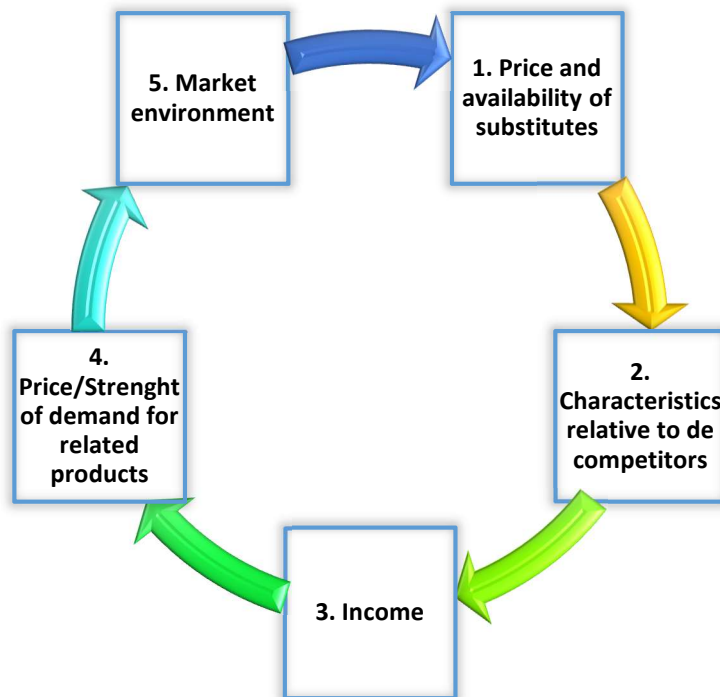 1. Price and
availability of
substitutes
2.
Characteristics
relative to de
competitors
3. Income
4.
Price/Strenght
of demand for
related
products
5. Market
environment